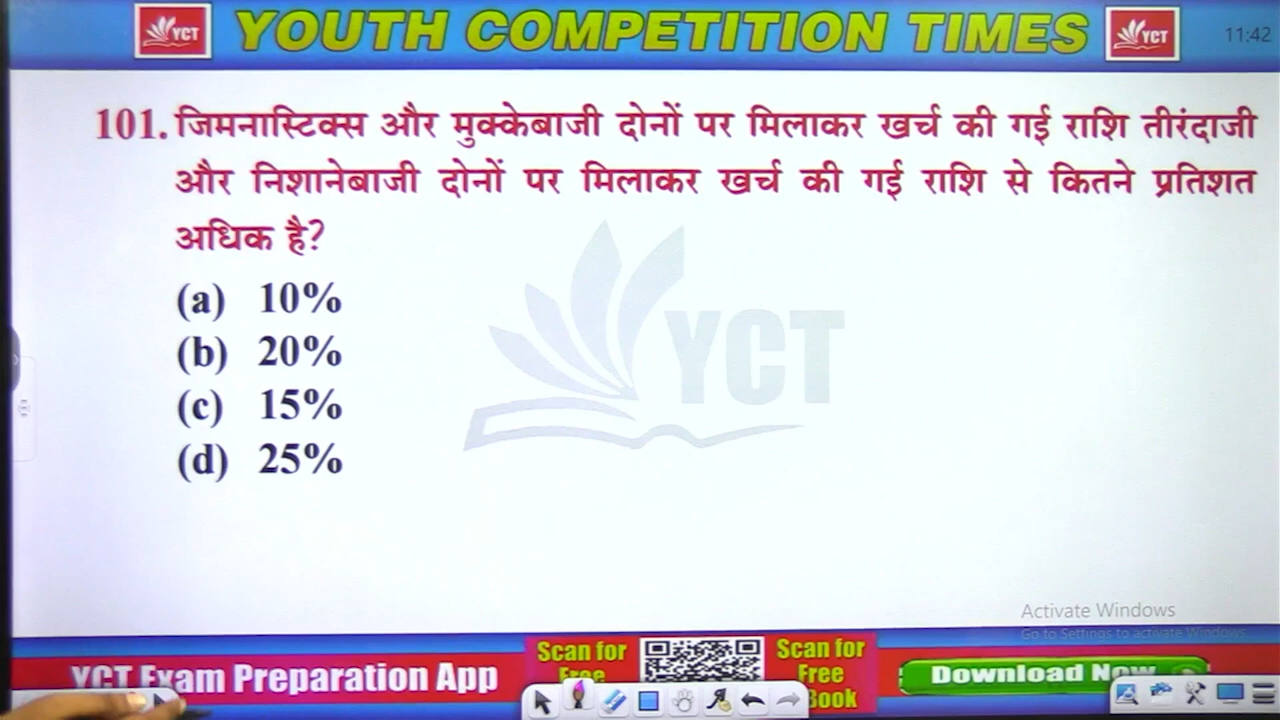 YCT
YOUTH COMPETITION TIMES
YCT
11:42
101. जिमनास्टिक्स और मुक्केबाजी दोनों पर मिलाकर खर्च की गई राशि तीरंदाजी
और निशानेबाजी दोनों पर मिलाकर खर्च की गई राशि से कितने प्रतिशत
अधिक है?
(a) 10%
(b) 20%
(c) 15%
(d) 25%
YCT
Activate Windows
Go to Settings to activate Windows.
YCT Exam Preparation App
Scan for
Free
Scan for
Free
Book
Download Now